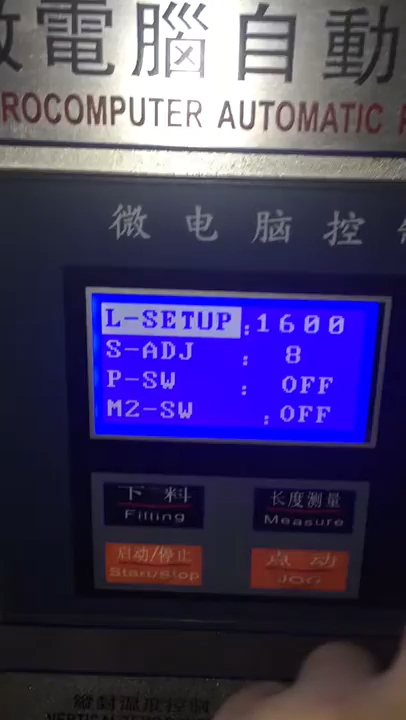 電腦自動
ROCOMPUTER AUTOMATIC
微电脑控
L-SETUP:1600
S-ADJ : 8
P-SW : OFF
M2-SW :OFF
下料
Filling
长度测量
Measure
启动/停止
Start/Stop
点动
JOG